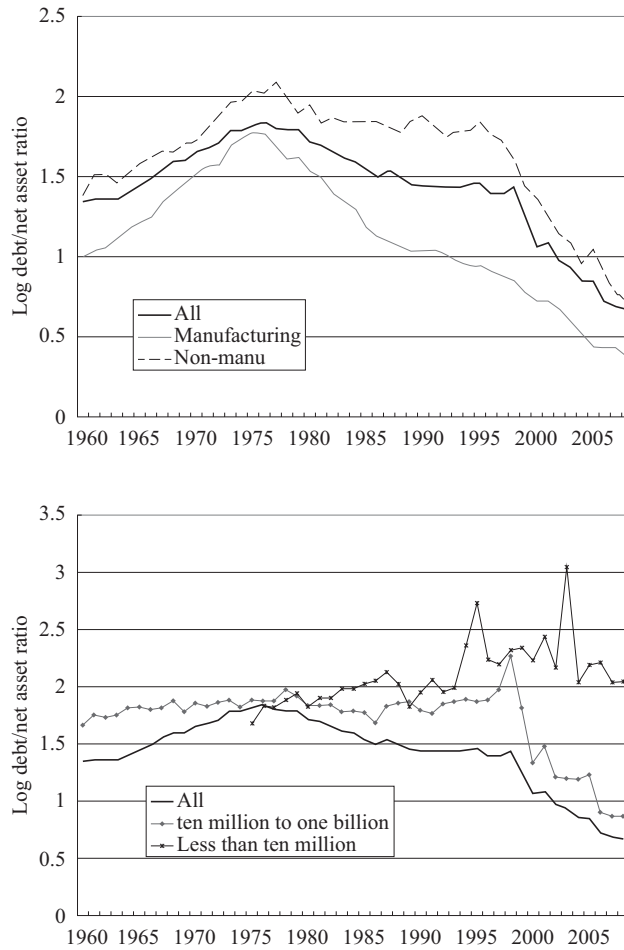 2.5
2
1.5
1
0.5
0
Log debt/net asset ratio
All
Manufacturing
Non-manu
1960 1965 1970 1975 1980 1985 1990 1995 2000 2005
3.5
3
2.5
2
1.5
1
0.5
0
Log debt/net asset ratio
All
ten million to one billion
Less than ten million
1960 1965 1970 1975 1980 1985 1990 1995 2000 2005